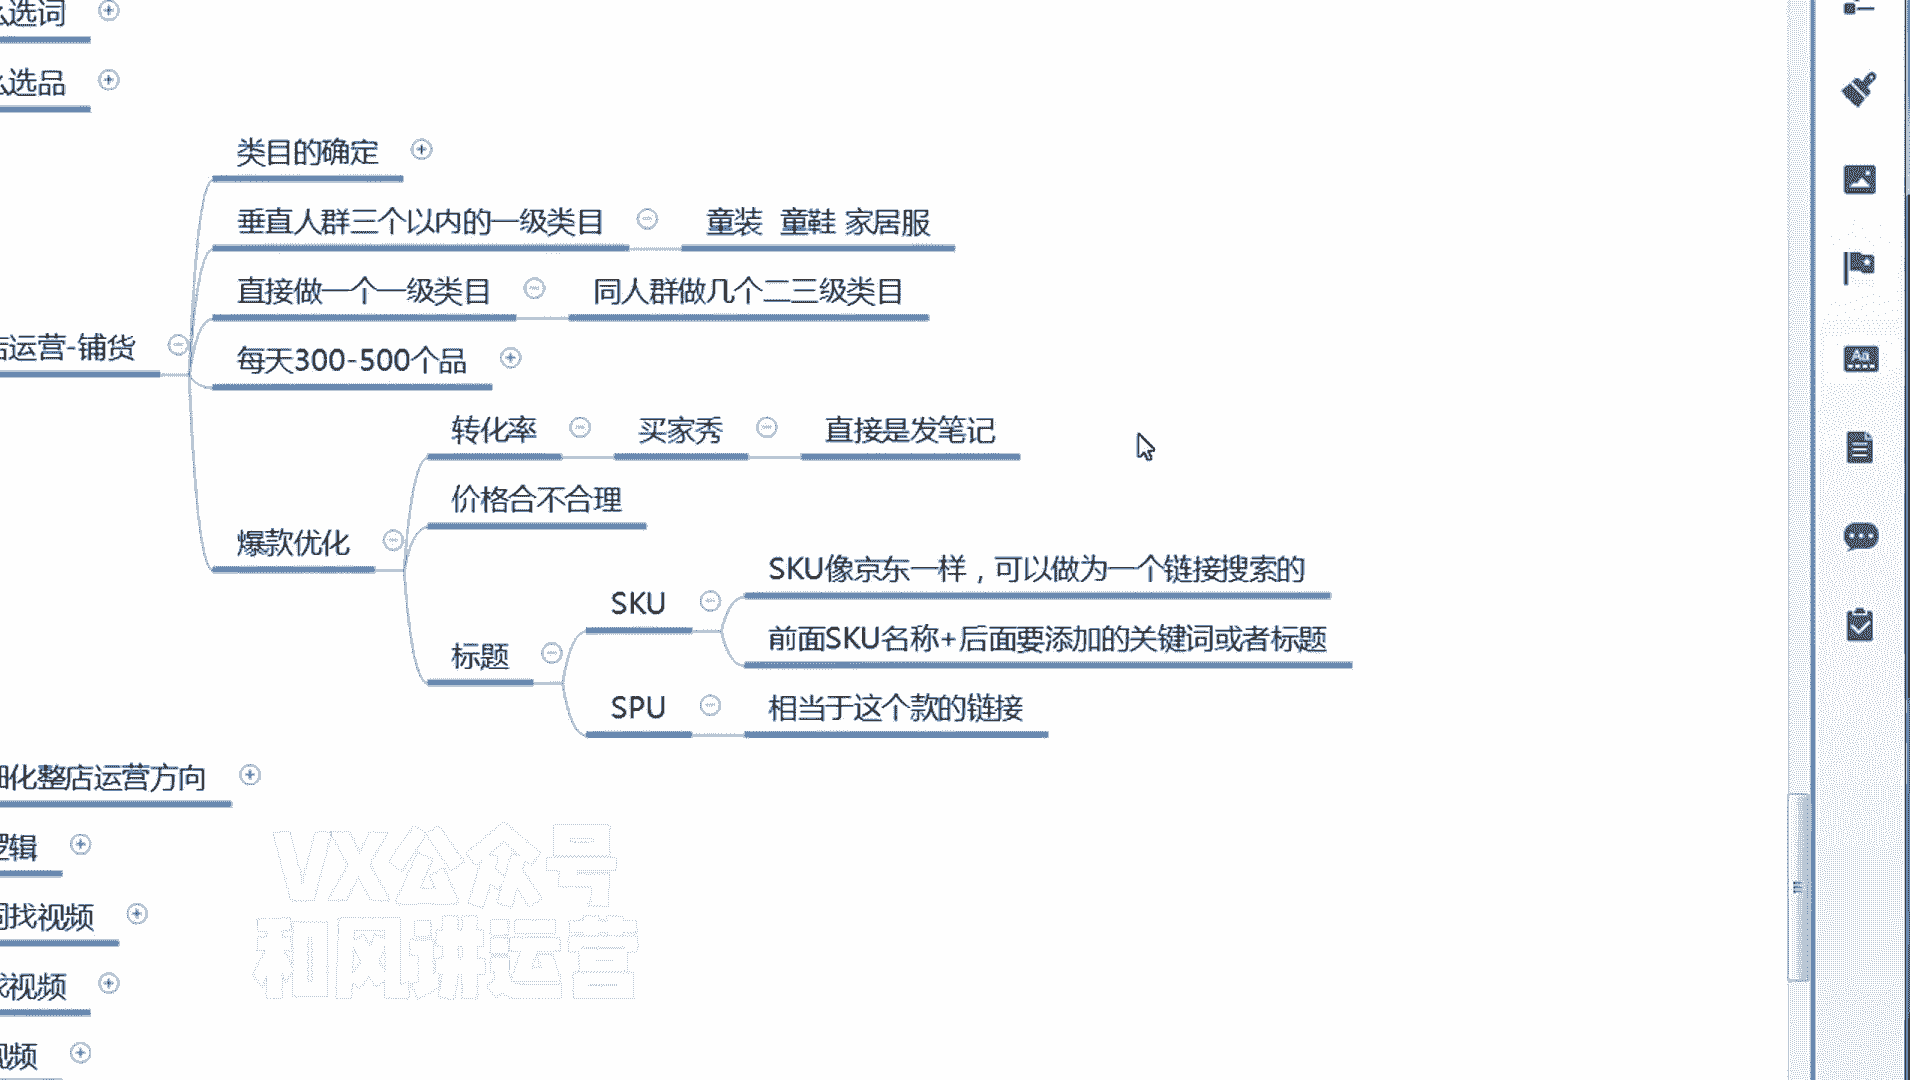 么选词
么选品
类目的确定
垂直人群三个以内的一级类目
童装 童鞋 家居服
直接做一个一级类目
同人群做几个二三级类目
店运营-铺货
每天300-500个品
转化率
买家秀
直接是发笔记
价格合不合理
爆款优化
SKU
SKU像京东一样，可以做为一个链接搜索的
前面SKU名称+后面要添加的关键词或者标题
标题
SPU
相当于这个款的链接
细化整店运营方向
逻辑
词找视频
找视频
视频
VX公众号
和风讲运营
Aa